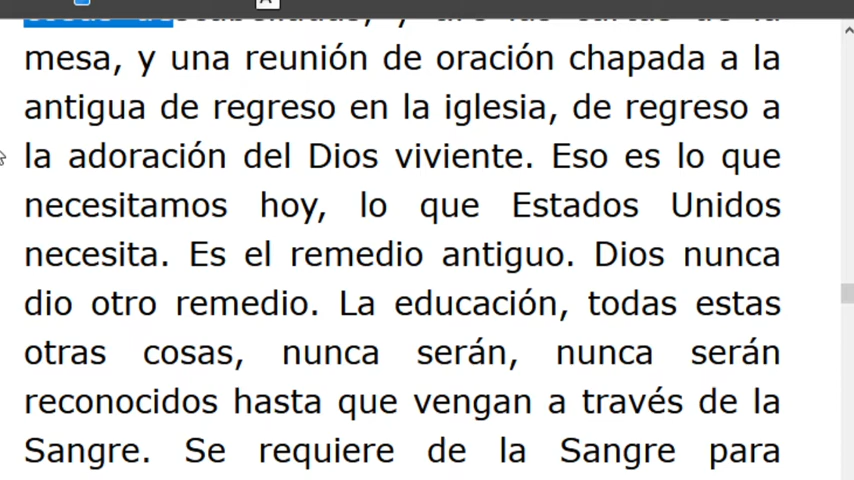 mesa, y una reunión de oración chapada a la
antigua de regreso en la iglesia, de regreso a
la adoración del Dios viviente. Eso es lo que
necesitamos hoy, lo que Estados Unidos
necesita. Es el remedio antiguo. Dios nunca
dio otro remedio. La educación, todas estas
otras cosas, nunca serán, nunca serán
reconocidos hasta que vengan a través de la
Sangre. Se requiere de la Sangre para